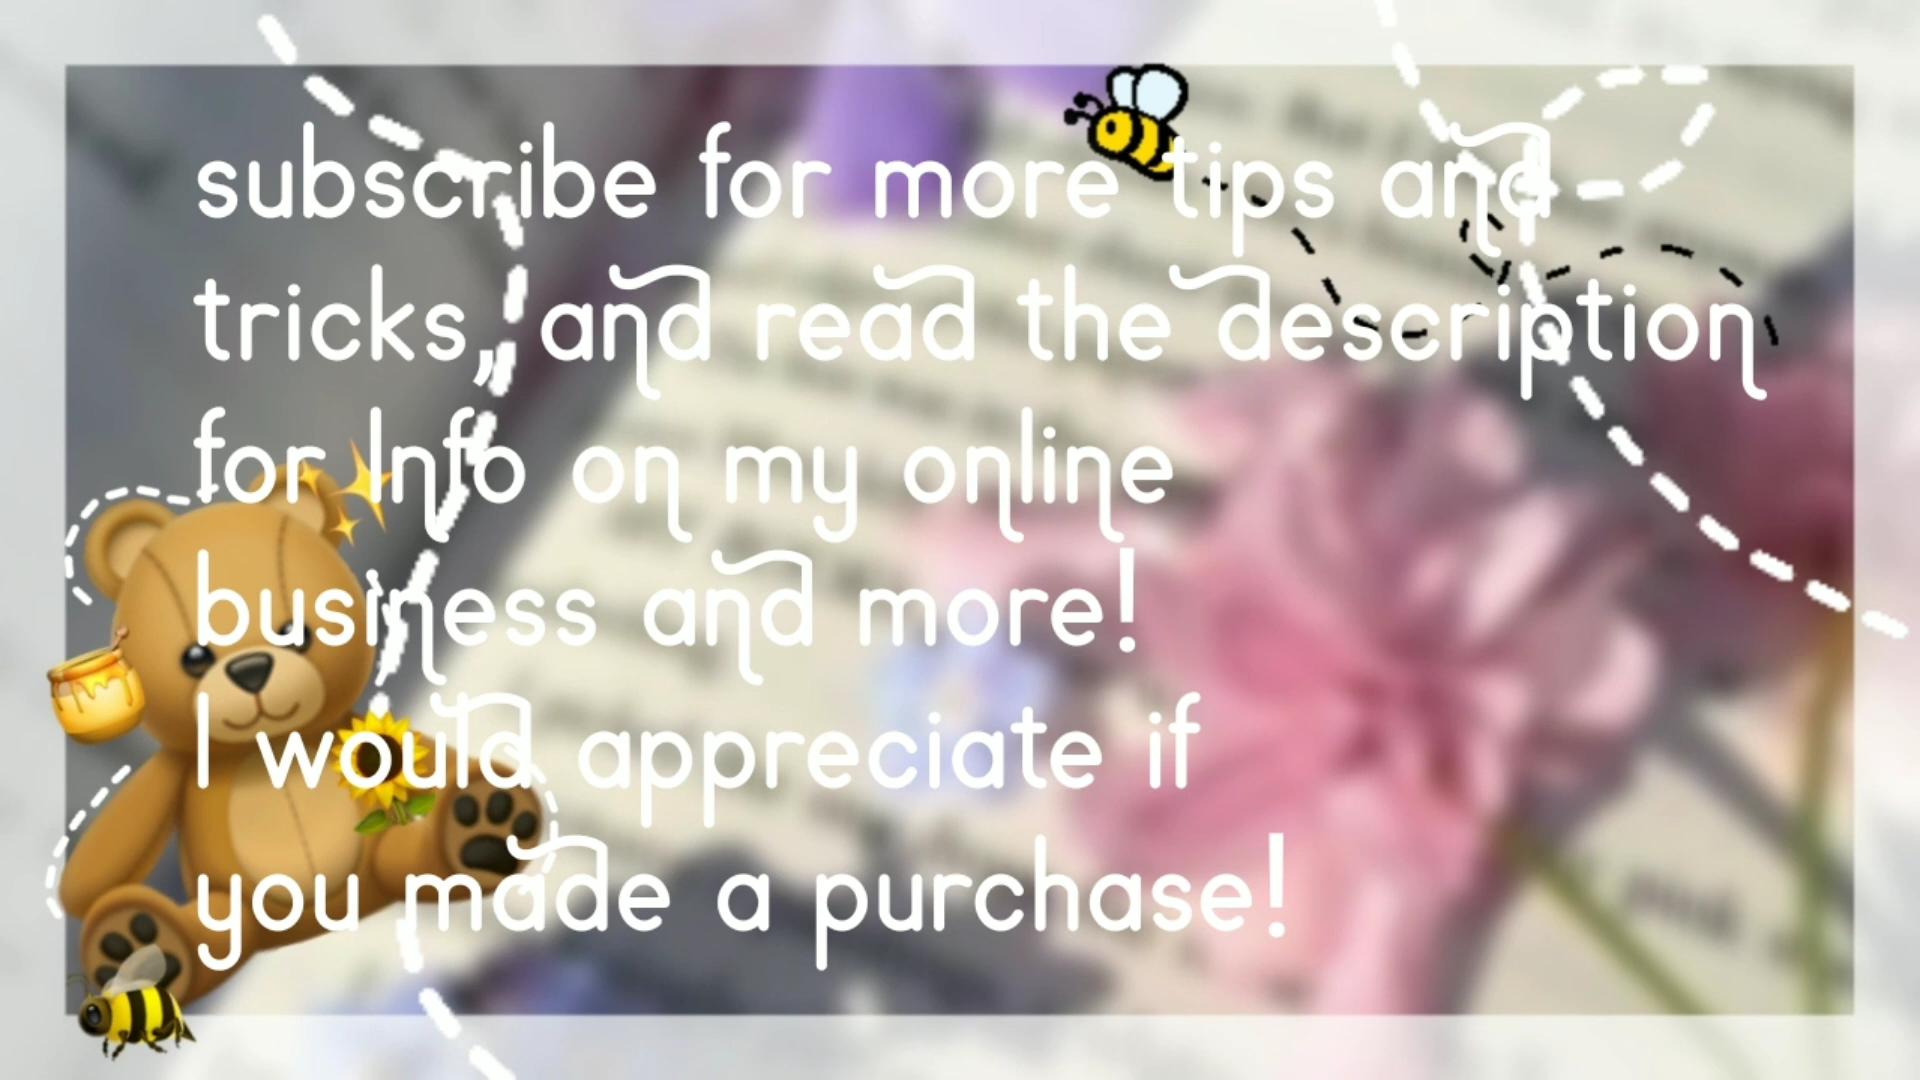 subscribe for more tips and
tricks, and read the description
for Info on my online
business and more!
I would appreciate if
you made a purchase!